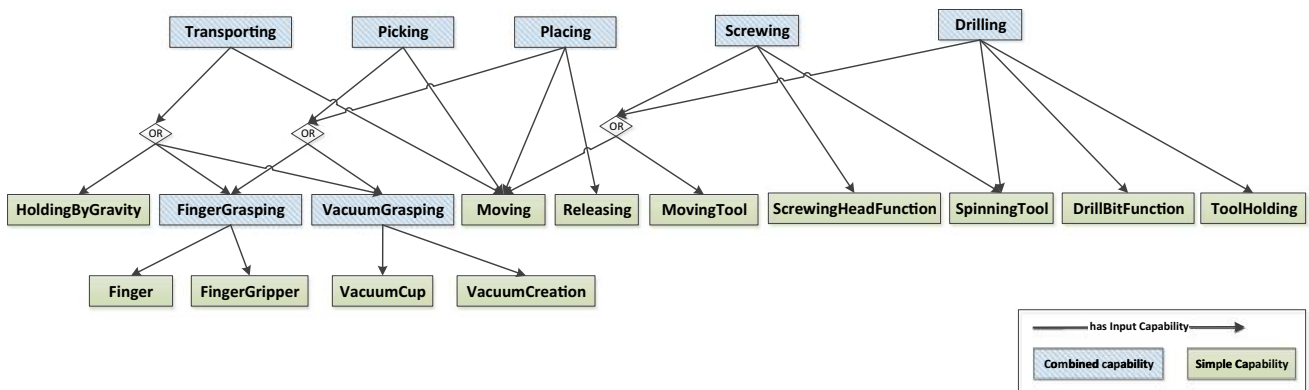 Transporting
Picking
Placing
Screwing
Drilling
OR
OR
OR
HoldingByGravity
FingerGrasping
VacuumGrasping
Moving
Releasing
MovingTool
ScrewingHeadFunction
SpinningTool
DrillBitFunction
ToolHolding
Finger
FingerGripper
VacuumCup
VacuumCreation
has Input Capability
Combined capability
Simple Capability